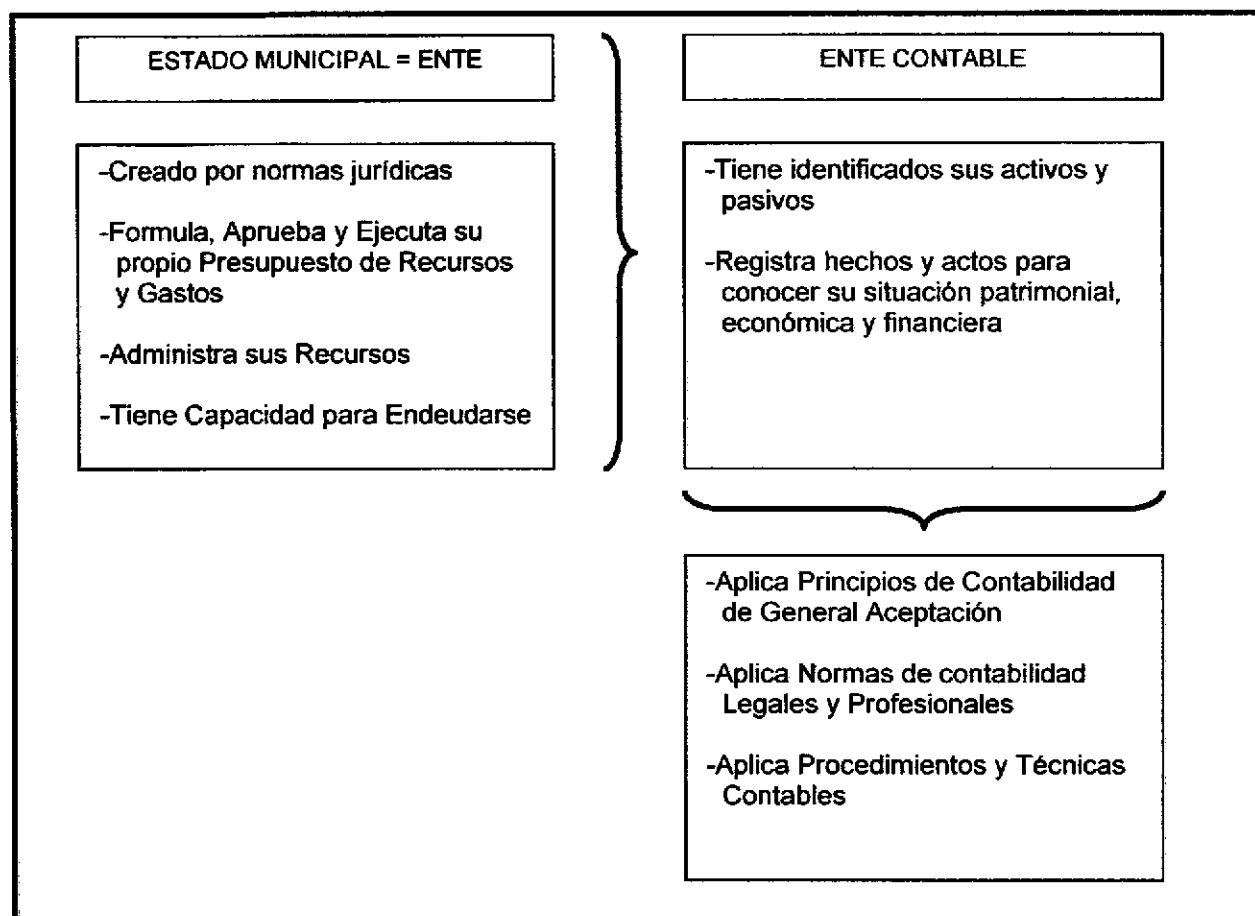 ESTADO MUNICIPAL = ENTE
-Creado por normas jurídicas
-Formula, Aprueba y Ejecuta su
propio Presupuesto de Recursos
y Gastos
-Administra sus Recursos
-Tiene Capacidad para Endeudarse
ENTE CONTABLE
-Tiene identificados sus activos y
pasivos
-Registra hechos y actos para
conocer su situación patrimonial,
económica y financiera
-Aplica Principios de Contabilidad
de General Aceptación
-Aplica Normas de contabilidad
Legales y Profesionales
-Aplica Procedimientos y Técnicas
Contables